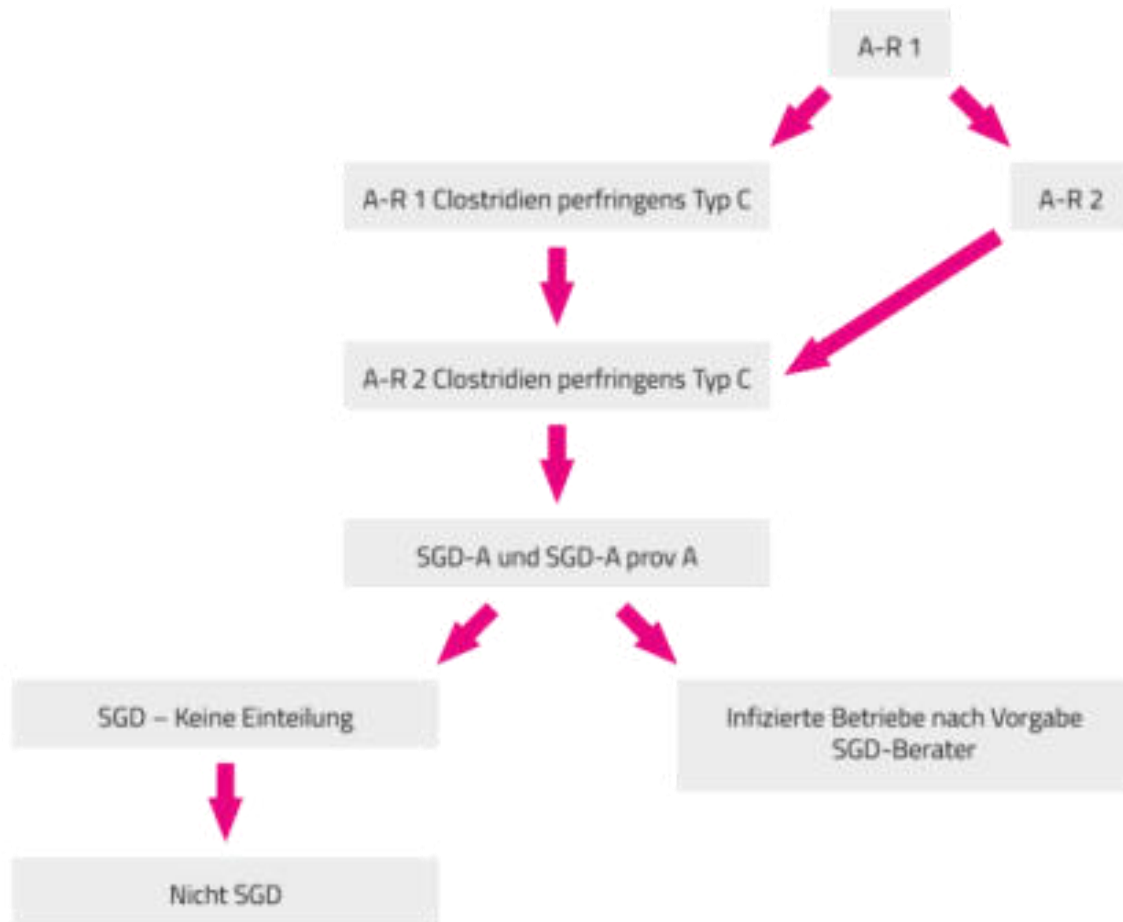 A-R 1
A-R 1 Clostridien perfringens Typ C
A-R 2
A-R 2 Clostridien perfringens Typ C
SGD-A und SGD-A prov A
SGD – Keine Einteilung
Infizierte Betriebe nach Vorgabe
SGD-Berater
Nicht SGD